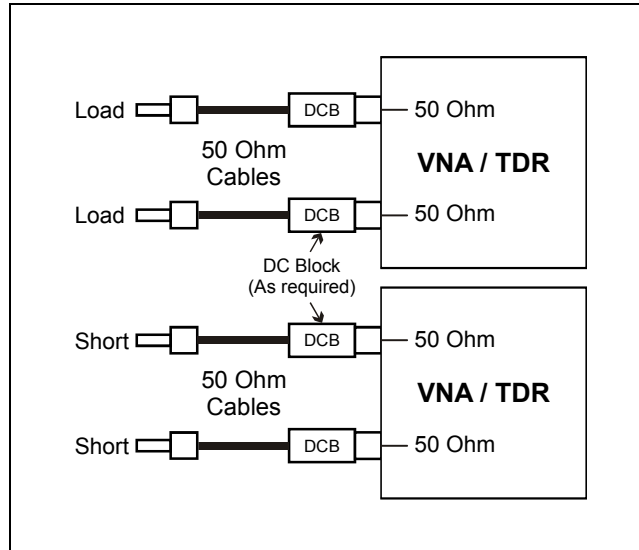 Load
DCB
50 Ohm
50 Ohm
Cables
VNA / TDR
Load
DCB
50 Ohm
DC Block
(As required)
Short
DCB
50 Ohm
50 Ohm
Cables
VNA / TDR
Short
DCB
50 Ohm